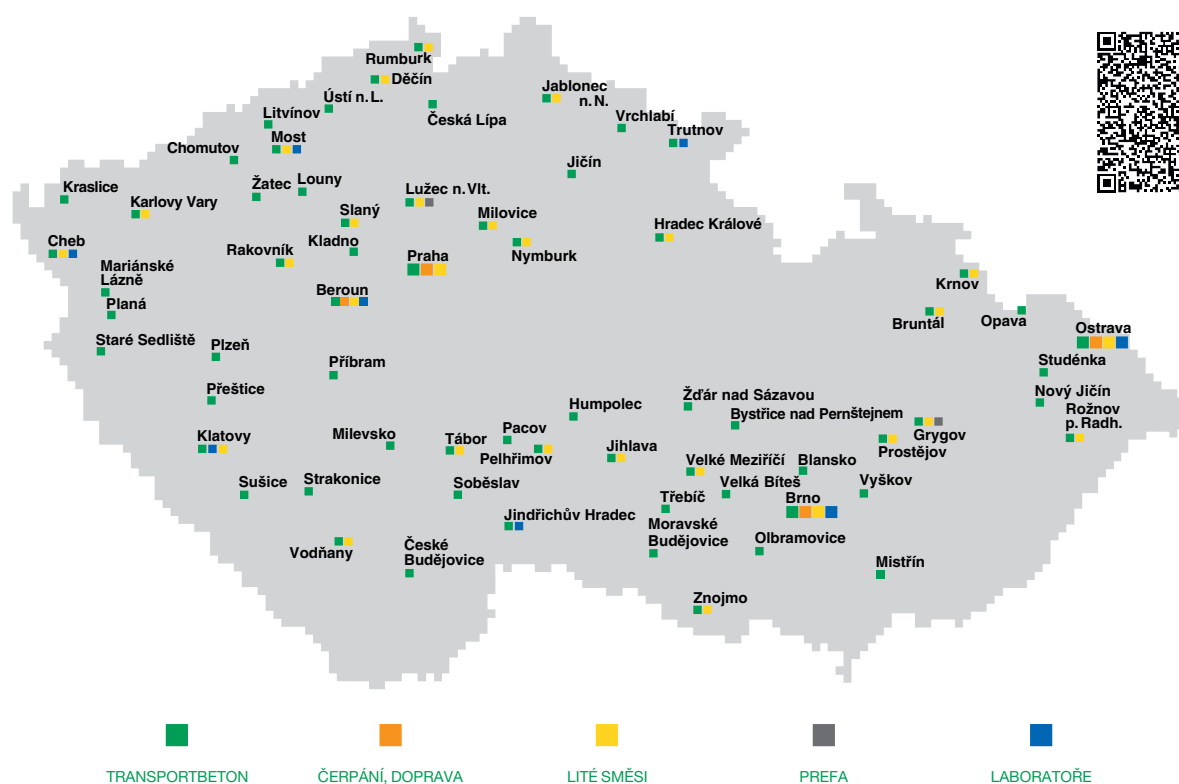 Rumburk
Děčín
Ústí n.L.
Česká Lípa
Jablonec
n.N.
Litvínov
Most
Chomutov
Vrchlabí
Trutnov
Jičín
Kraslice
Karlovy Vary
Žatec
Louny
Lužec n.Vlt.
Slaný
Milovice
Hradec Králové
Cheb
Rakovník
Kladno
Praha
Nymburk
Mariánské
Lázně
Planá
Beroun
Krnov
Bruntál
Opava
Ostrava
Staré Sedliště
Plzeň
Příbram
Studénka
Přeštice
Humpolec
Žďár nad Sázavou
Bystřice nad Pernštejnem
Nový Jičín
Rožnov
p. Radh.
Klatovy
Milevsko
Tábor
Pacov
Pelhřimov
Jihlava
Grygov
Prostějov
Velké Meziříčí
Blansko
Sušice
Strakonice
Soběslav
Velká Bíteš
Vyškov
Třebíč
Brno
Jindřichův Hradec
Moravské
Budějovice
Olbramovice
Vodňany
České
Budějovice
Mistřín
Znojmo
TRANSPORTBETON
ČERPÁNÍ, DOPRAVA
LITÉ SMĚSI
PREFA
LABORATOŘE